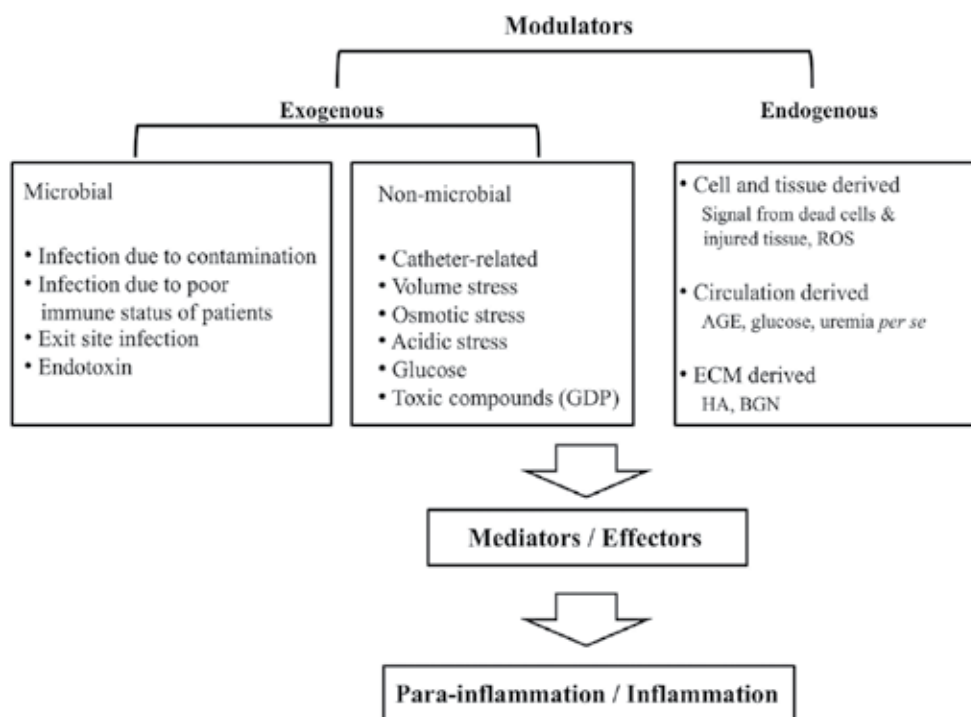 Modulators
Exogenous
Endogenous
Microbial
• Infection due to contamination
• Infection due to poor
immune status of patients
• Exit site infection
• Endotoxin
Non-microbial
• Catheter-related
• Volume stress
• Osmotic stress
• Acidic stress
• Glucose
• Toxic compounds (GDP)
• Cell and tissue derived
Signal from dead cells &
injured tissue, ROS
• Circulation derived
AGE, glucose, uremia per se
• ECM derived
HA, BGN
Mediators / Effectors
Para-inflammation / Inflammation